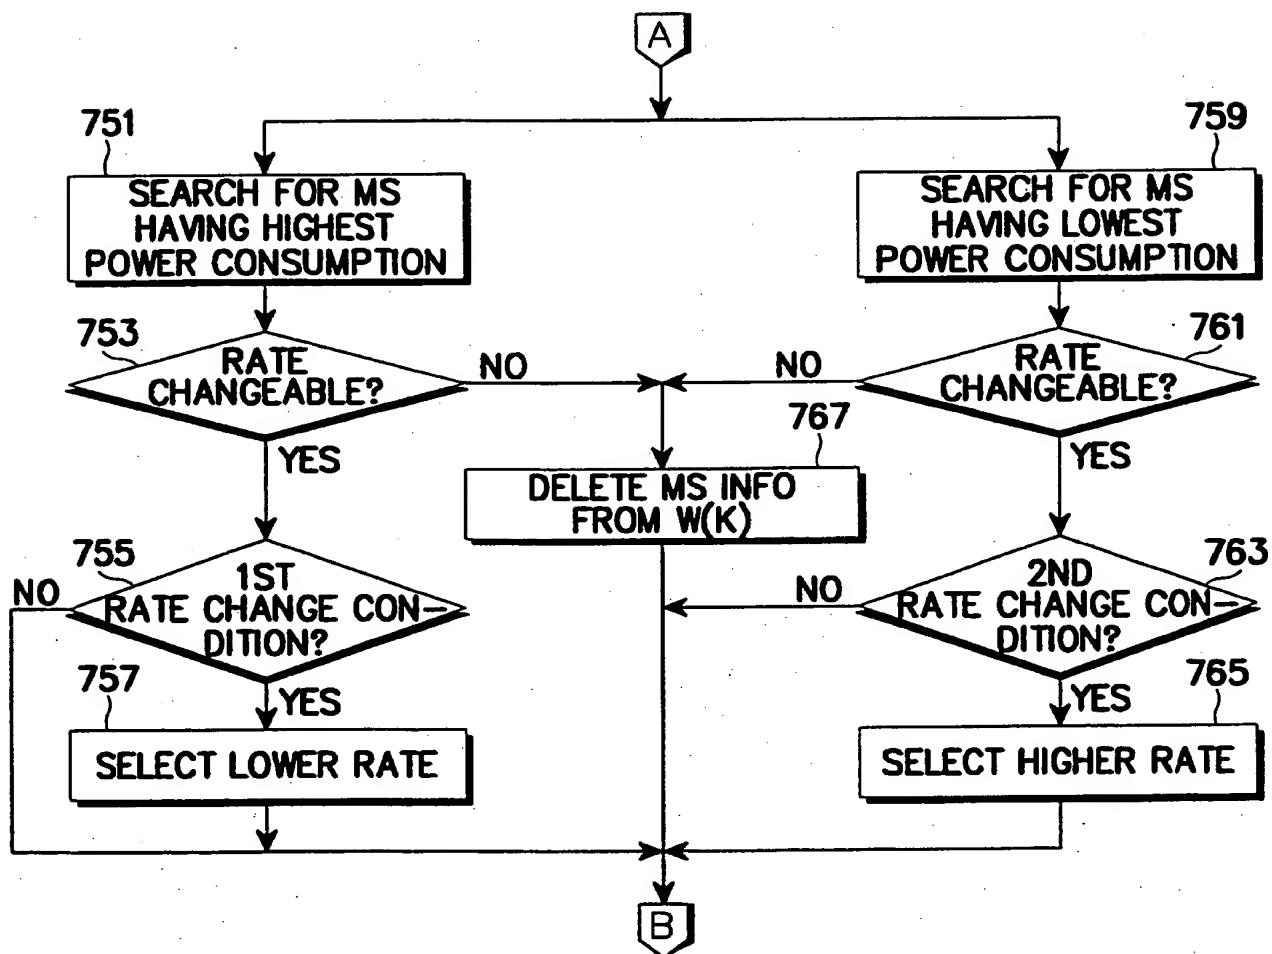 A
751
759
SEARCH FOR MS
HAVING HIGHEST
POWER CONSUMPTION
SEARCH FOR MS
HAVING LOWEST
POWER CONSUMPTION
753
RATE
CHANGEABLE?
NO
NO
761
RATE
CHANGEABLE?
YES
767
YES
DELETE MS INFO
FROM W(K)
755
NO
1ST
RATE CHANGE CON-
DITION?
763
NO
2ND
RATE CHANGE CON-
DITION?
757
YES
765
YES
SELECT LOWER RATE
SELECT HIGHER RATE
B